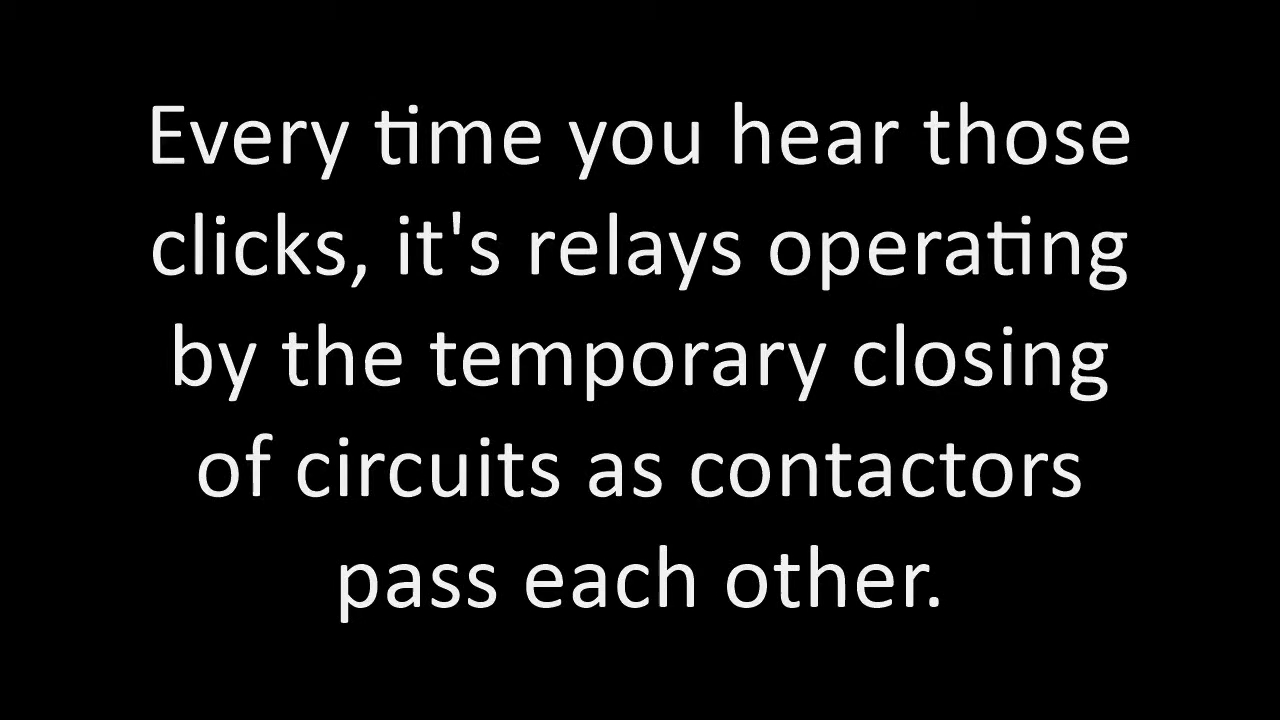 Every time you hear those
clicks, it's relays operating
by the temporary closing
of circuits as contactors
pass each other.